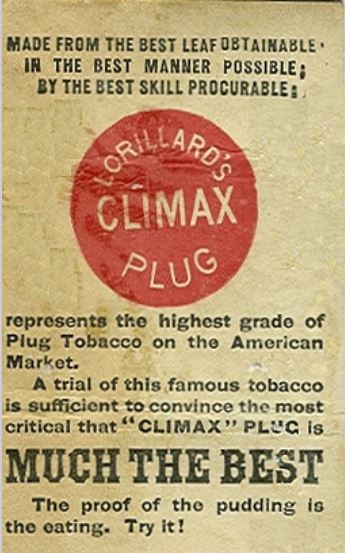 MADE FROM THE BEST LEAF OBTAINABLE.
IN THE BEST MANNER POSSIBLE;
BY THE BEST SKILL PROCURABLE;
LORILLARD'S
CLIMAX
PLUG
represents the highest grade of
Plug Tobacco on the American
Market.
A trial of this famous tobacco
is sufficient to convince the most
critical that "CLIMAX" PLUG is
MUCH THE BEST
The proof of the pudding is
the eating. Try it!